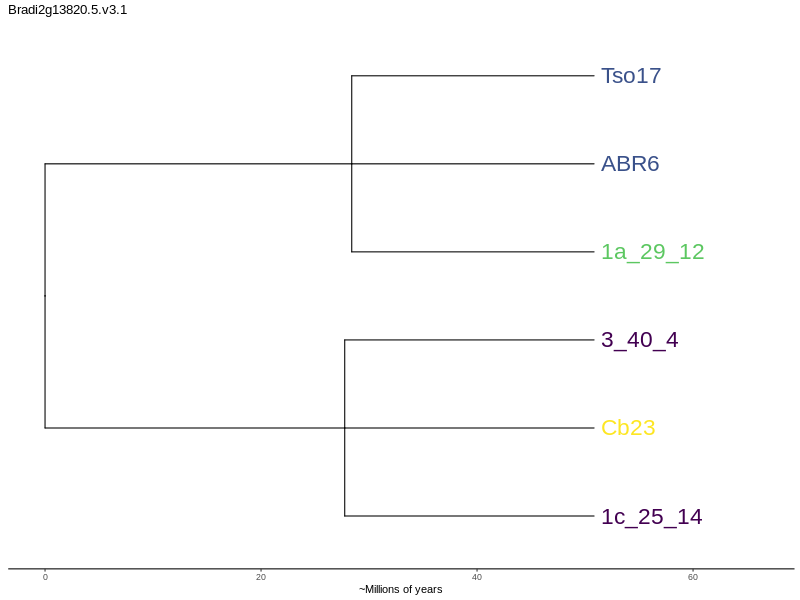 Bradi2g13820.5.v3.1
Tso17
ABR6
1a_29_12
3_40_4
Cb23
1c_25_14
0 20 40 60
~Millions of years